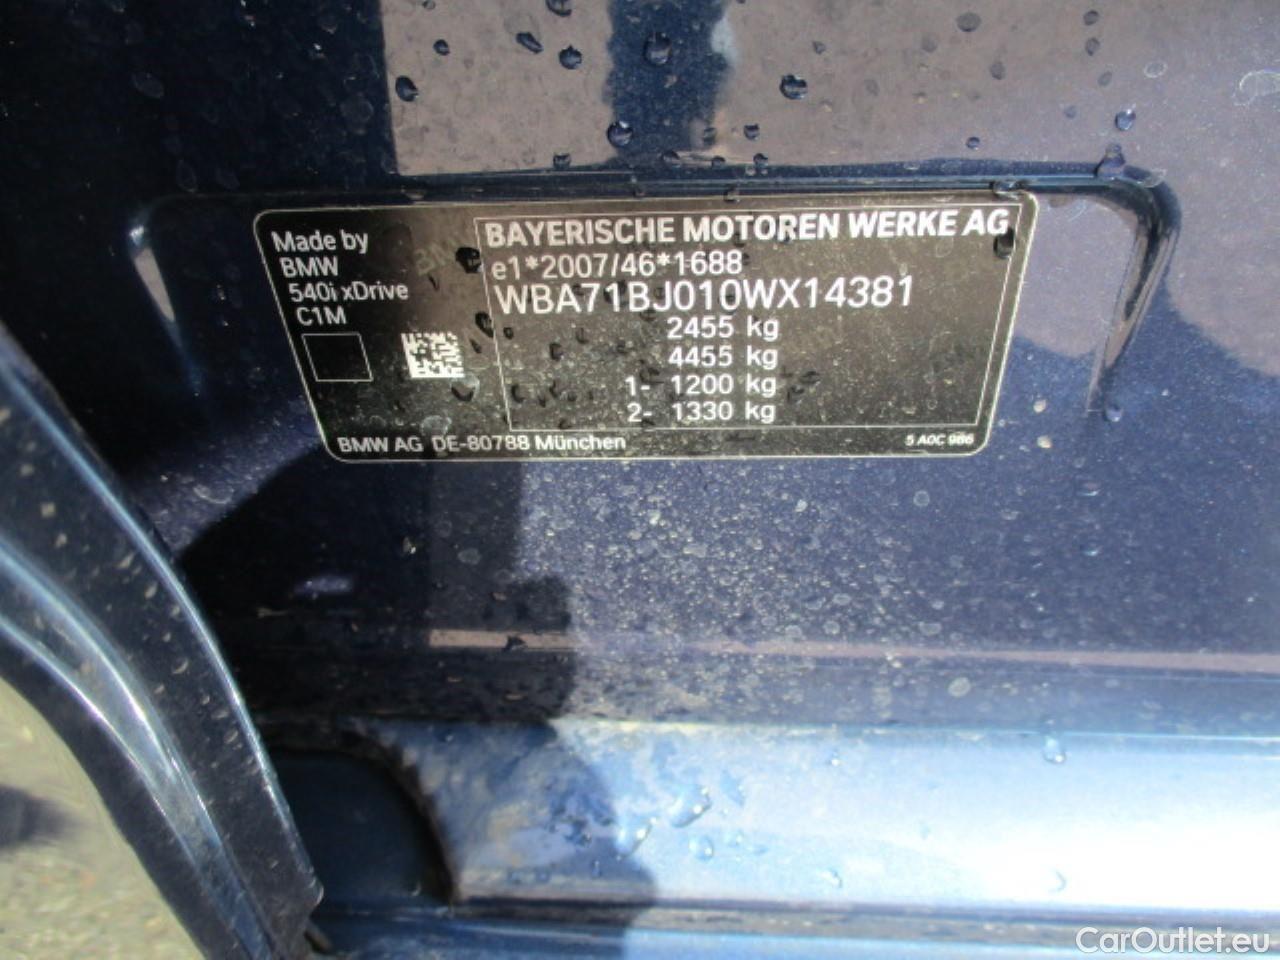 Made by
BMW
540i xDrive
C1M
BAYERISCHE MOTOREN WERKE AG
e1*2007/46*1688
WBA71BJ010WX14381
2455 kg
4455 kg
1- 1200 kg
2- 1330 kg
BMW AG DE-80788 München
5 A0C 986
CarOutlet.eu